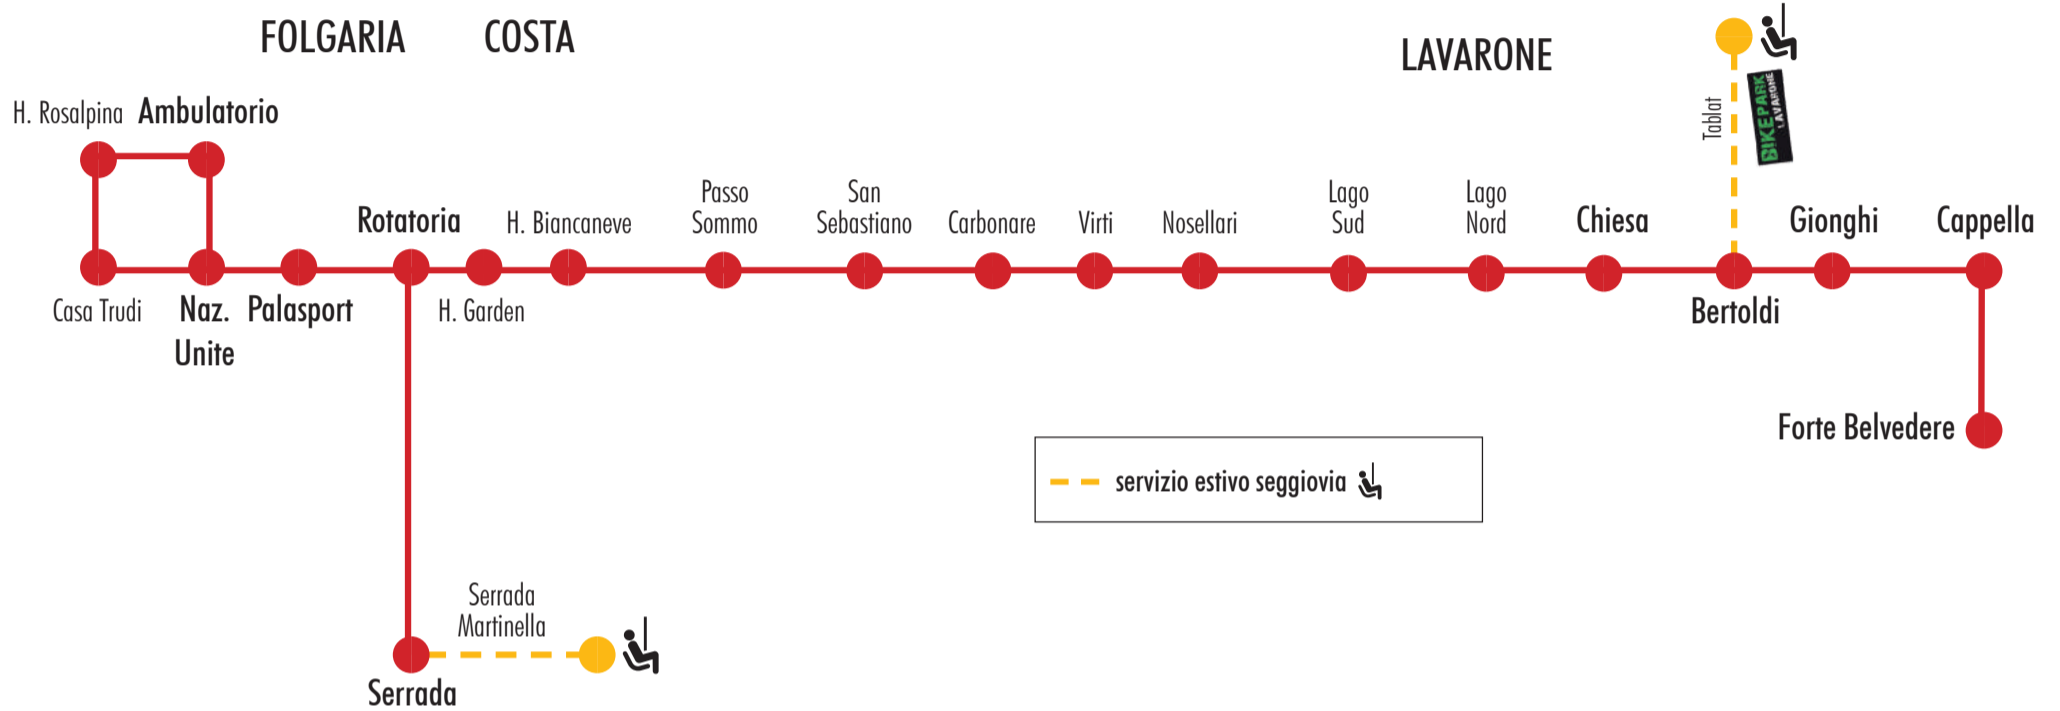 FOLGARIA
COSTA
LAVARONE
H. Rosalpina
Ambulatorio
Tablat
BIKEPARK
LAVARONE
Rotatoria
H. Biancaneve
Passo
Sommo
San
Sebastiano
Carbonare
Virti
Nosellari
Lago
Sud
Lago
Nord
Chiesa
Gionghi
Cappella
Casa Trudi
Naz.
Unite
Palasport
H. Garden
Bertoldi
Forte Belvedere
servizio estivo seggiovia
Serrada
Martinella
Serrada